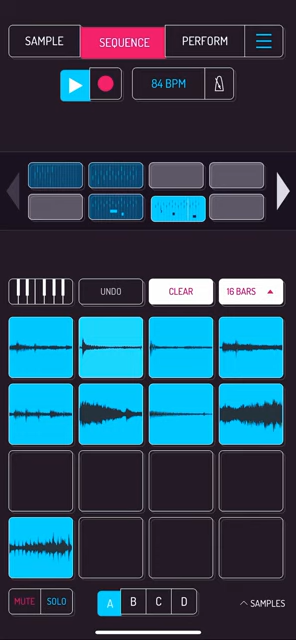 SAMPLE SEQUENCE PERFORM
84 BPM
UNDO CLEAR 16 BARS
MUTE SOLO A B C D SAMPLES